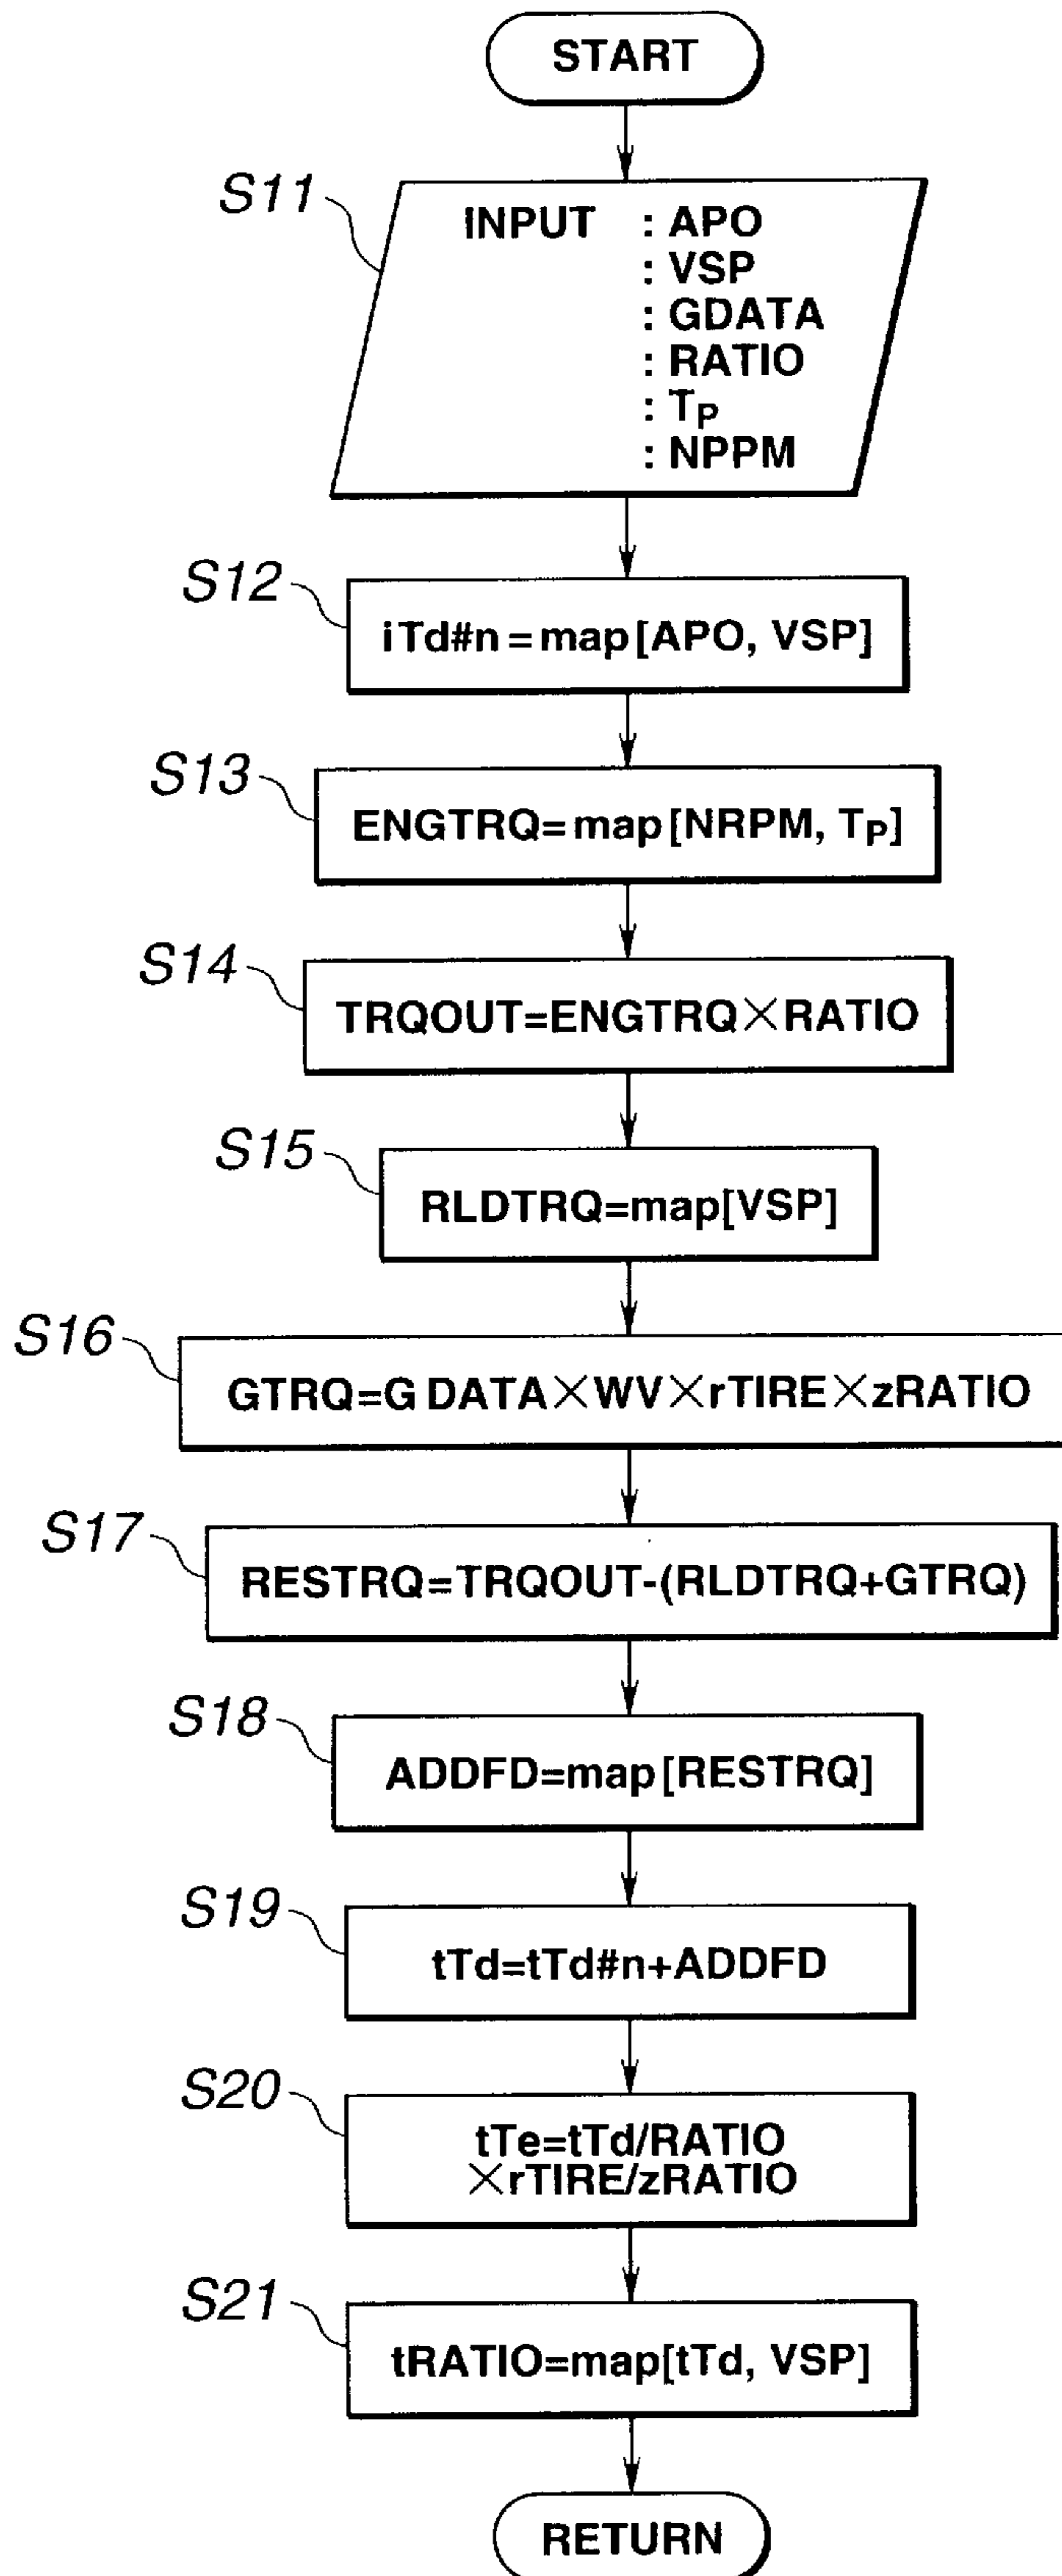 START
S11
INPUT : APO
: VSP
: GDATA
: RATIO
: TP
: NPPM
S12
iTd#n=map[APO, VSP]
S13
ENGTRQ=map[NRPM, TP]
S14
TRQOUT=ENGTRQ×RATIO
S15
RLDTRQ=map[VSP]
S16
GTRQ=G DATA×WV×rTIRE×zRATIO
S17
RESTRQ=TRQOUT-(RLDTRQ+GTRQ)
S18
ADDFD=map[RESTRQ]
S19
tTd=tTd#n+ADDFD
S20
tTe=tTd/RATIO
×rTIRE/zRATIO
S21
tRATIO=map[tTd, VSP]
RETURN